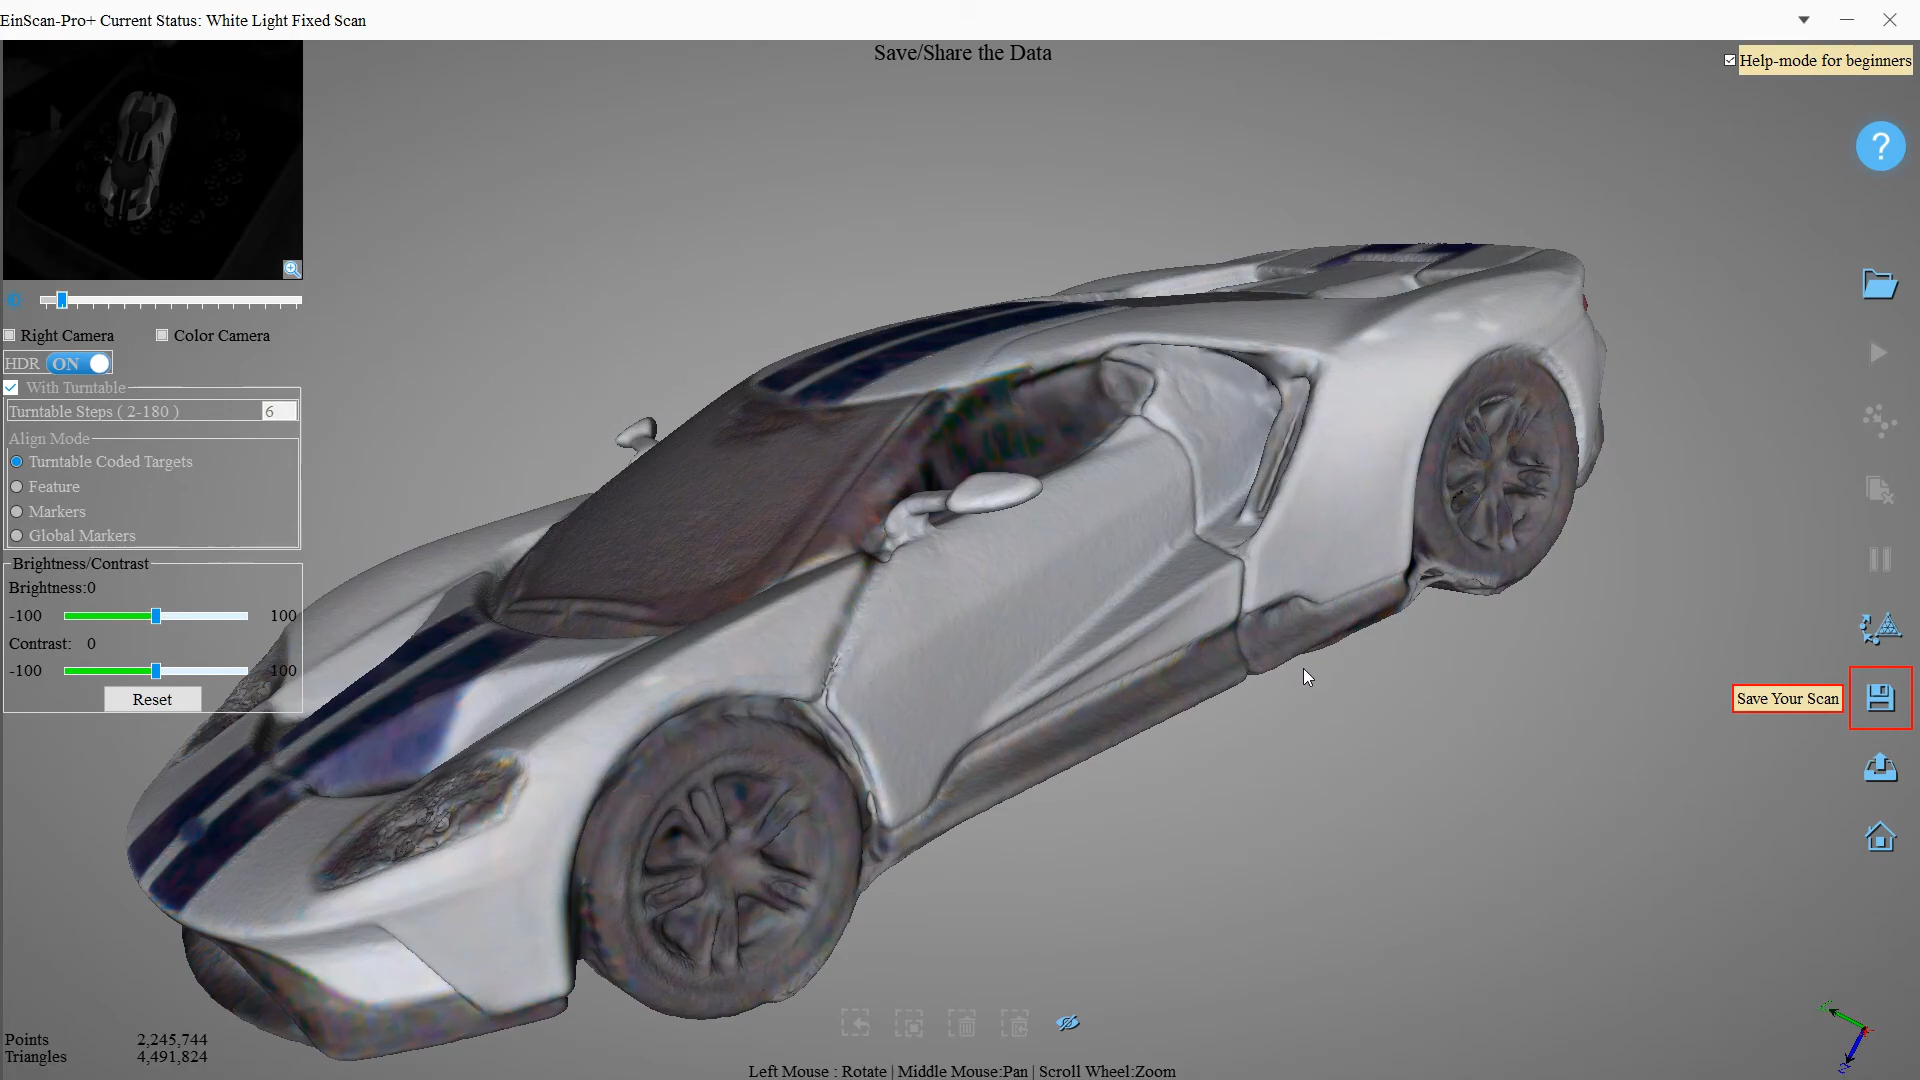 EinScan-Pro+ Current Status: White Light Fixed Scan
Save/Share the Data
Help-mode for beginners
?
Right Camera
Color Camera
HDR ON
With Turntable
Turntable Steps ( 2-180 ) 6
Align Mode
Turntable Coded Targets
Feature
Markers
Global Markers
Brightness/Contrast
Brightness:0
-100 100
Contrast: 0
-100 100
Reset
Save Your Scan
Points 2,245,744
Triangles 4,491,824
Left Mouse : Rotate | Middle Mouse:Pan | Scroll Wheel:Zoom